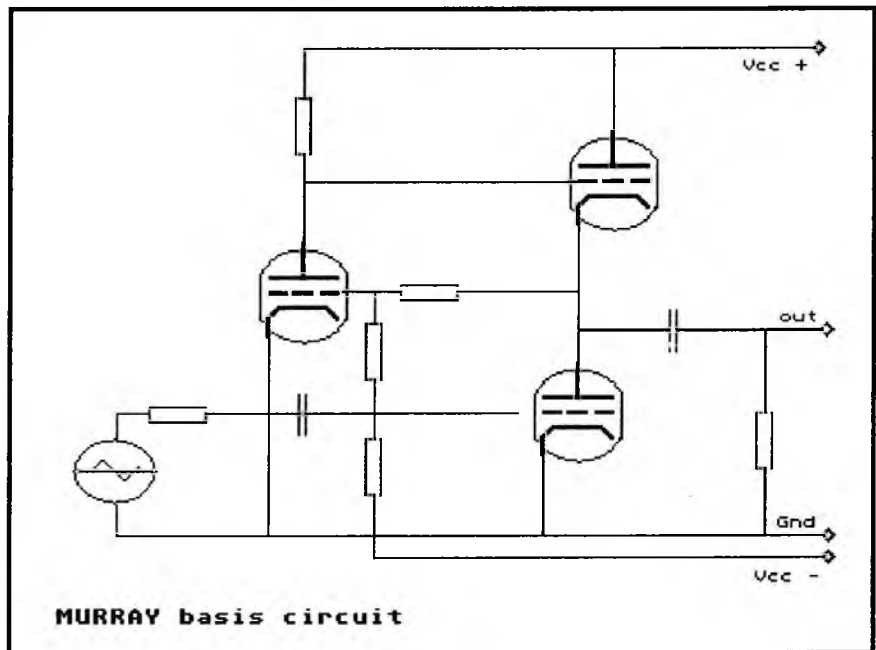 Vcc +
out
Gnd
Vcc -
MURRAY basis circuit